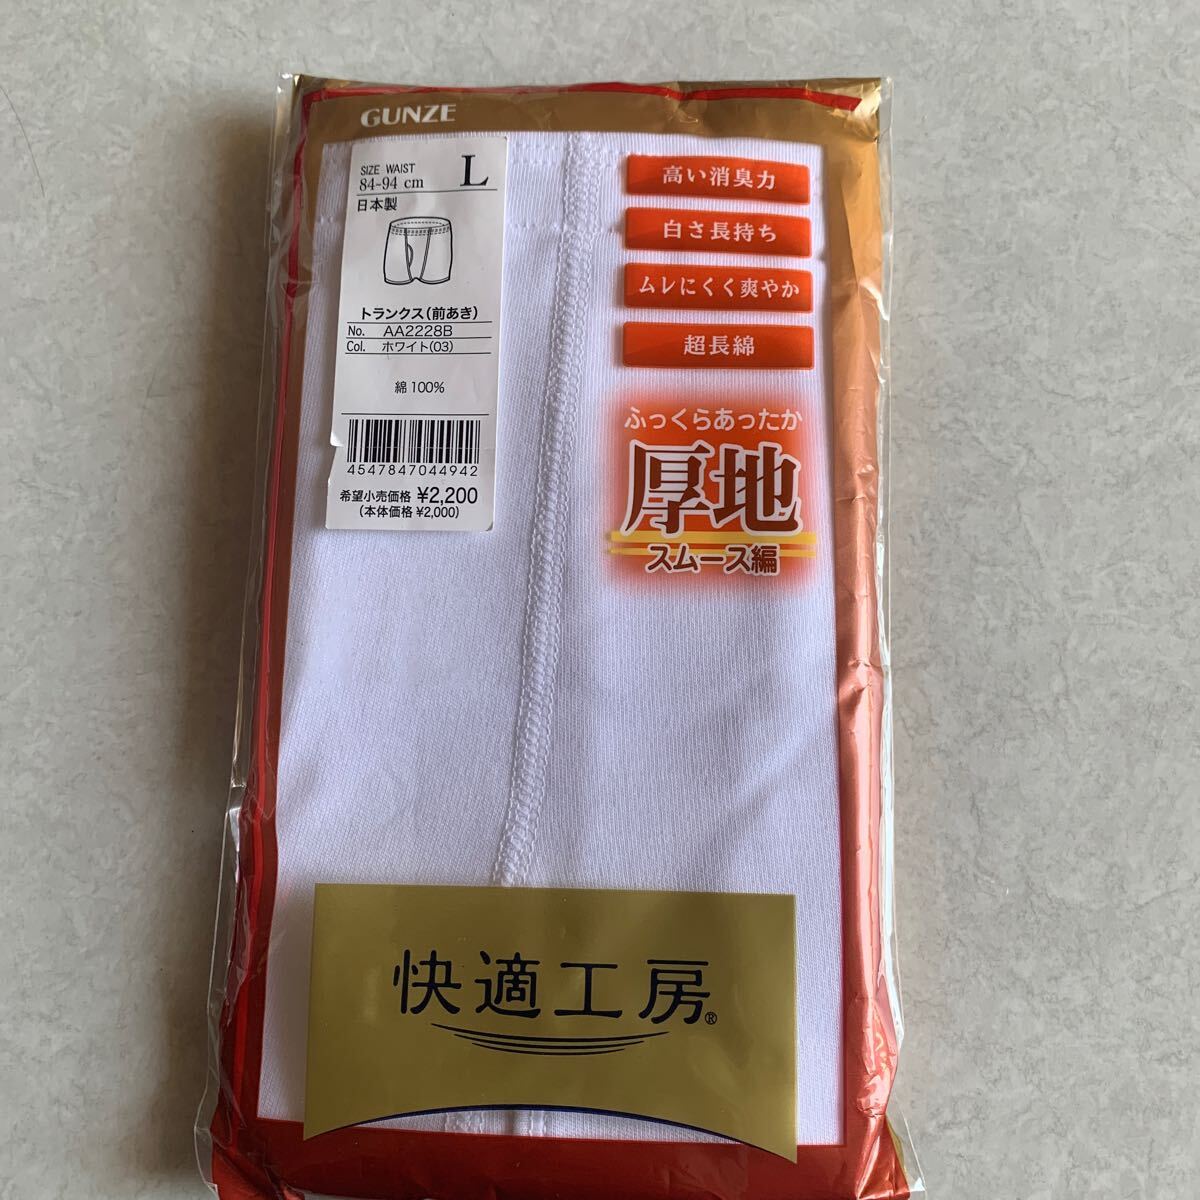 GUNZE
SIZE WAIST
84-94 cm
L
日本製
トランクス(前あき)
No. AA2228B
Col. ホワイト(03)
綿100%
4547847044942
希望小売価格 ¥2,200
(本体価格 ¥2,000)
高い消臭力
白さ長持ち
ムレにくく爽やか
超長綿
ふっくらあったか
厚地
スムース編
快適工房®